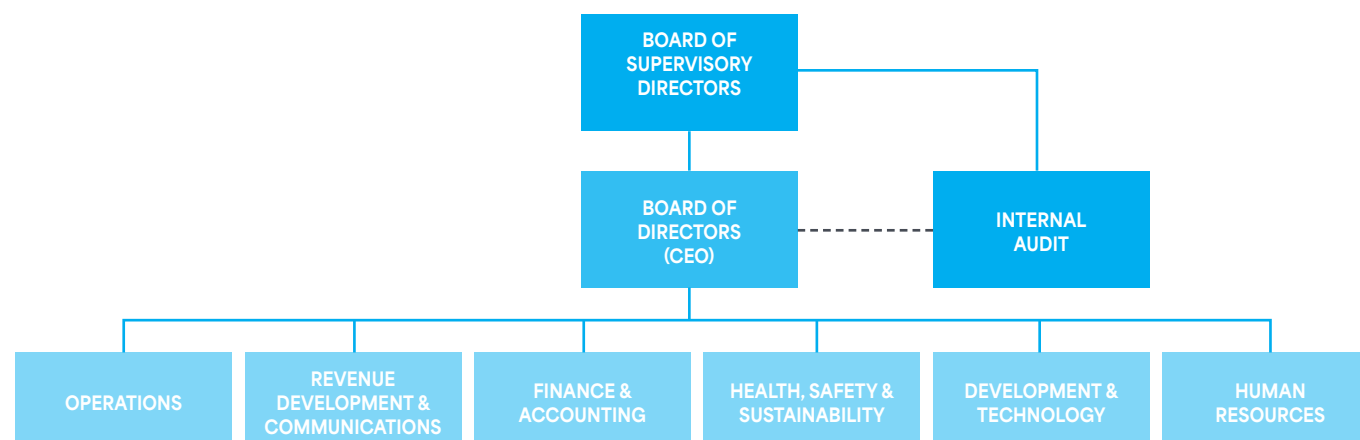 BOARD OF
SUPERVISORY
DIRECTORS
BOARD OF
DIRECTORS
(CEO)
INTERNAL
AUDIT
OPERATIONS
REVENUE
DEVELOPMENT &
COMMUNICATIONS
FINANCE &
ACCOUNTING
HEALTH, SAFETY &
SUSTAINABILITY
DEVELOPMENT &
TECHNOLOGY
HUMAN
RESOURCES